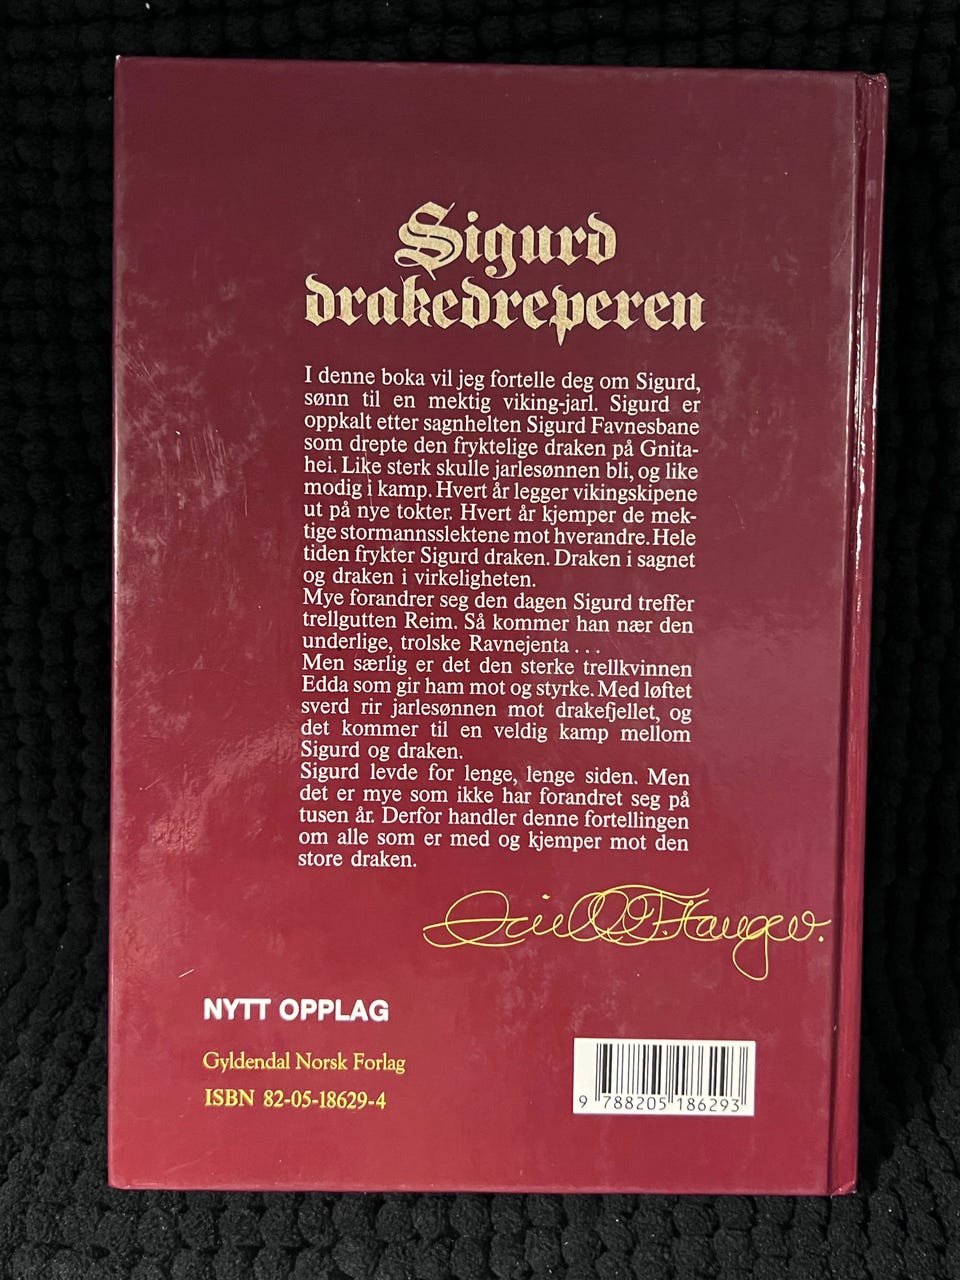 Sigurd
drakedreperen
I denne boka vil jeg fortelle deg om Sigurd,
sønn til en mektig viking-jarl. Sigurd er
oppkalt etter sagnhelten Sigurd Favnesbane
som drepte den fryktelige draken på Gnita-
hei. Like sterk skulle jarlesønnen bli, og like
modig i kamp. Hvert år legger vikingskipene
ut på nye tokter. Hvert år kjemper de mek-
tige stormannsslektene mot hverandre. Hele
tiden frykter Sigurd draken. Draken i sagnet
og draken i virkeligheten.
Mye forandrer seg den dagen Sigurd treffer
trellgutten Reim. Så kommer han nær den
underlige, trolske Ravnejenta . . .
Men særlig er det den sterke trellkvinnen
Edda som gir ham mot og styrke. Med løftet
sverd rir jarlesønnen mot drakefjellet, og
det kommer til en veldig kamp mellom
Sigurd og draken.
Sigurd levde for lenge, lenge siden. Men
det er mye som ikke har forandret seg på
tusen år. Derfor handler denne fortellingen
om alle som er med og kjemper mot den
store draken.
NYTT OPPLAG
Gyldendal Norsk Forlag
ISBN 82-05-18629-4
9 788205 186293